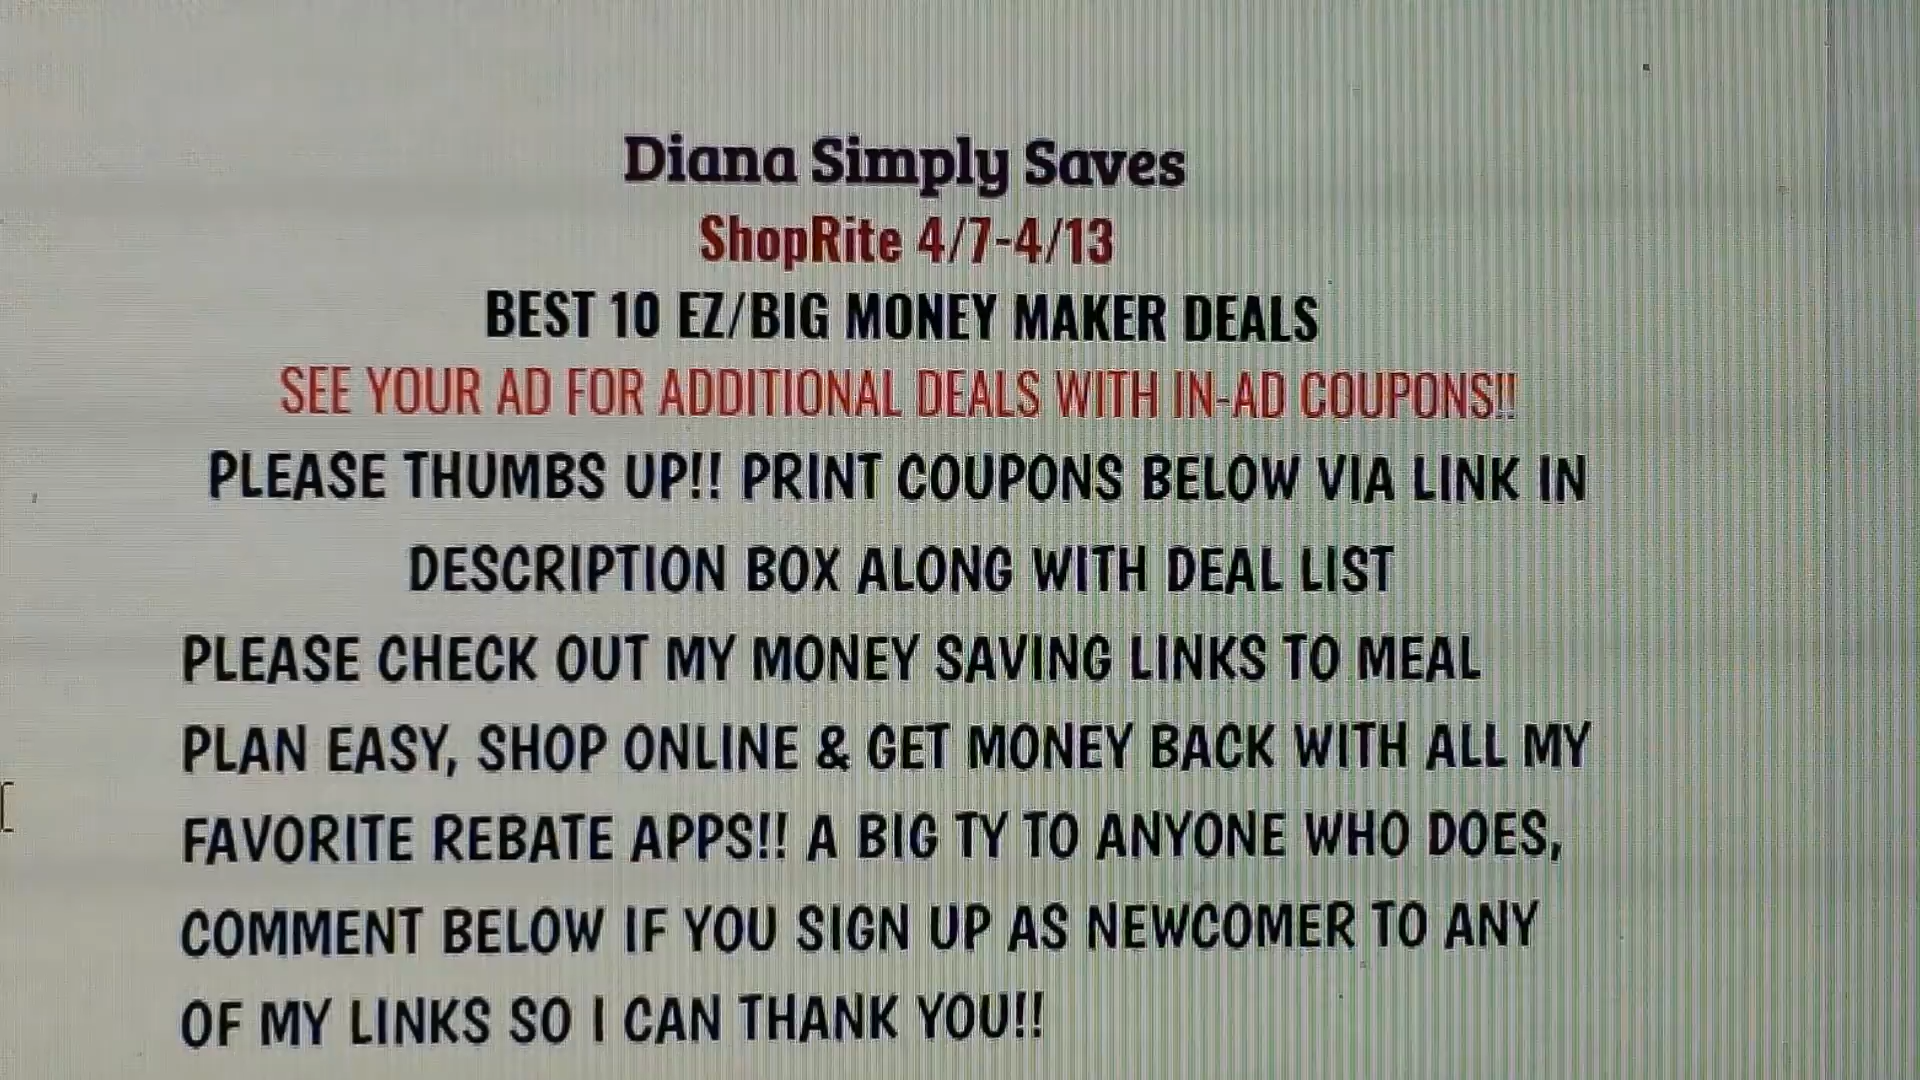 Diana Simply Saves
ShopRite 4/7-4/13
BEST 10 EZ/BIG MONEY MAKER DEALS
SEE YOUR AD FOR ADDITIONAL DEALS WITH IN-AD COUPONS!!
PLEASE THUMBS UP!! PRINT COUPONS BELOW VIA LINK IN
DESCRIPTION BOX ALONG WITH DEAL LIST
PLEASE CHECK OUT MY MONEY SAVING LINKS TO MEAL
PLAN EASY, SHOP ONLINE & GET MONEY BACK WITH ALL MY
FAVORITE REBATE APPS!! A BIG TY TO ANYONE WHO DOES,
COMMENT BELOW IF YOU SIGN UP AS NEWCOMER TO ANY
OF MY LINKS SO I CAN THANK YOU!!